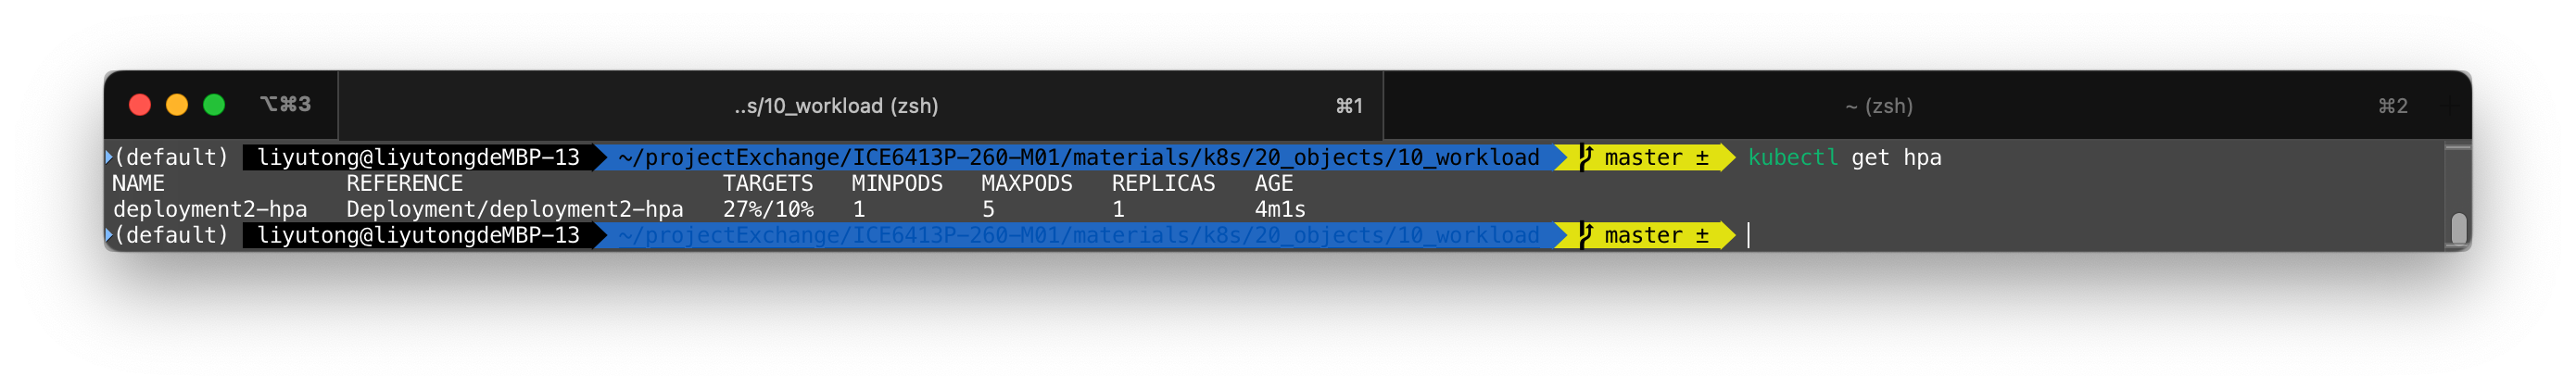 ⌥⌘3 ..s/10_workload (zsh) ⌘1 ~ (zsh) ⌘2
(default) liyutong@liyutongdeMBP-13 ~/projectExchange/ICE6413P-260-M01/materials/k8s/20_objects/10_workload master ± kubectl get hpa
NAME REFERENCE TARGETS MINPODS MAXPODS REPLICAS AGE
deployment2-hpa Deployment/deployment2-hpa 27%/10% 1 5 1 4m1s
(default) liyutong@liyutongdeMBP-13 ~/projectExchange/ICE6413P-260-M01/materials/k8s/20_objects/10_workload master ±